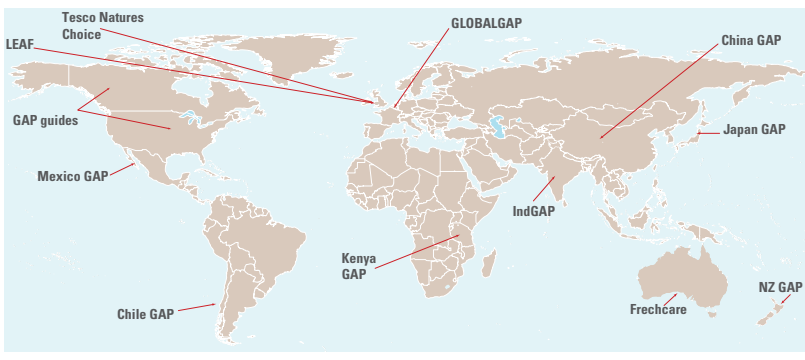 Tesco Natures
Choice
GLOBALGAP
China GAP
LEAF
GAP guides
Japan GAP
Mexico GAP
IndGAP
Kenya
GAP
NZ GAP
Chile GAP
Frechcare